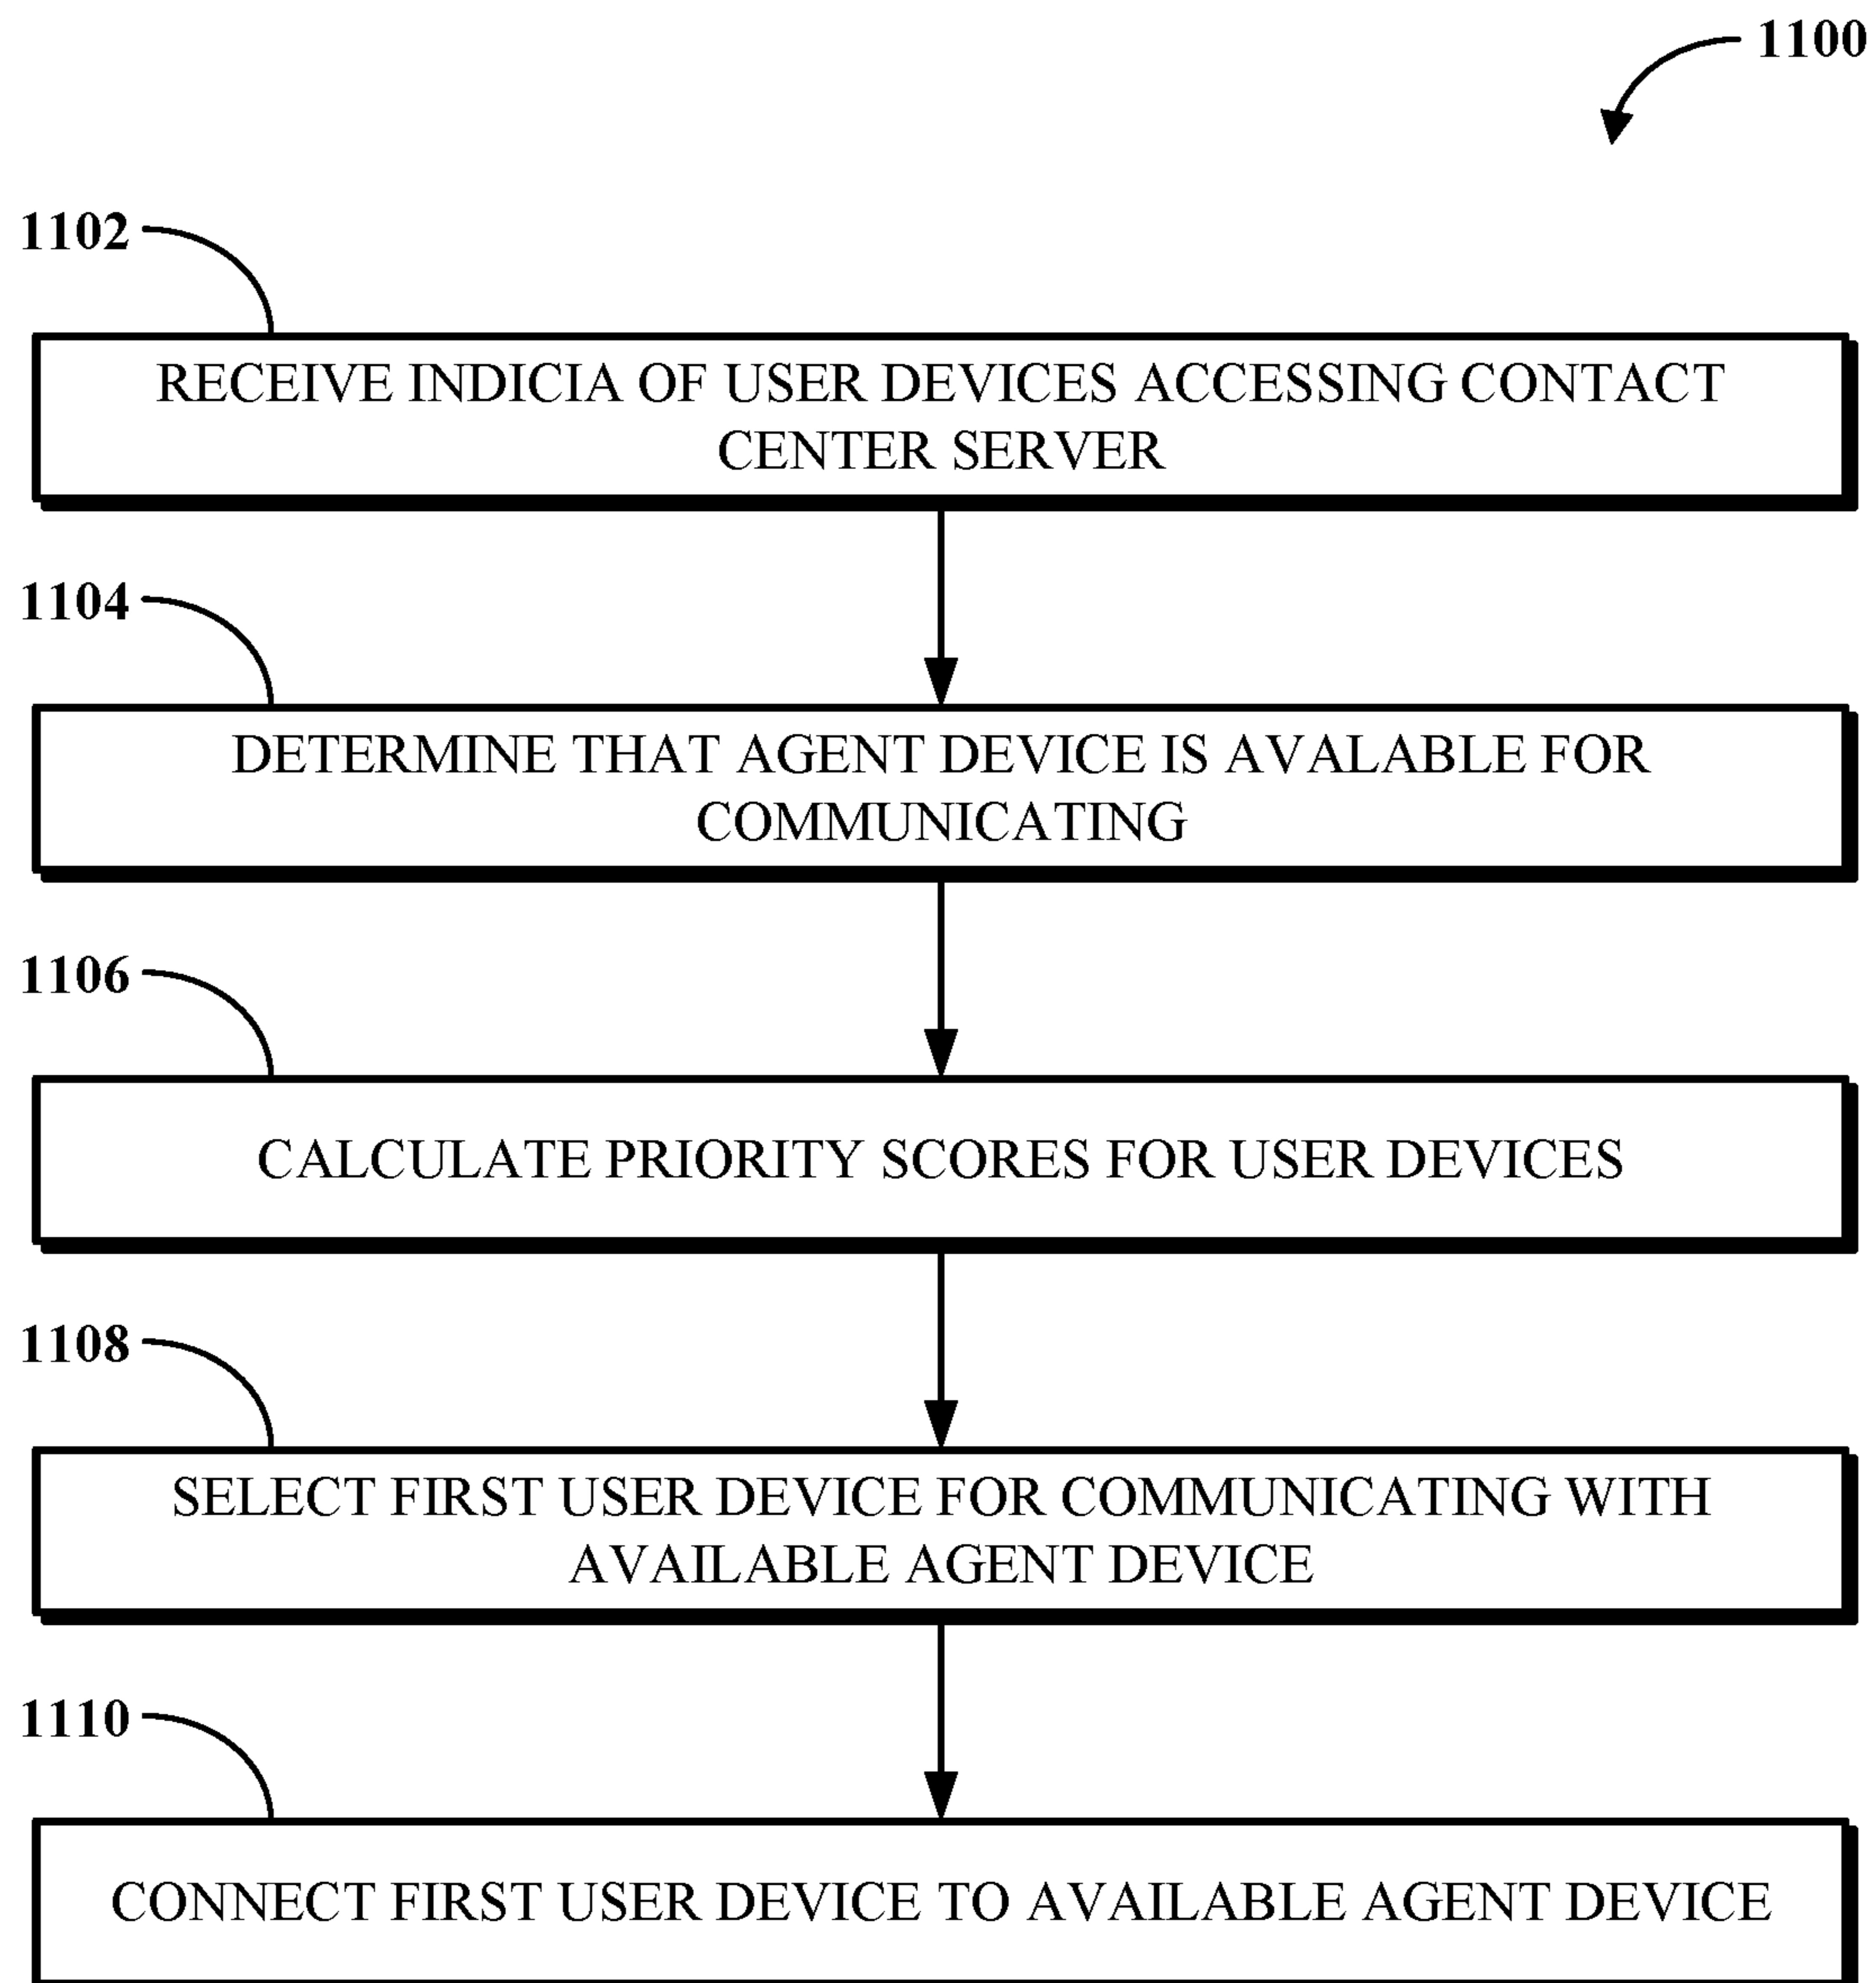 1100
1102
RECEIVE INDICIA OF USER DEVICES ACCESSING CONTACT
CENTER SERVER
1104
DETERMINE THAT AGENT DEVICE IS AVALABLE FOR
COMMUNICATING
1106
CALCULATE PRIORITY SCORES FOR USER DEVICES
1108
SELECT FIRST USER DEVICE FOR COMMUNICATING WITH
AVAILABLE AGENT DEVICE
1110
CONNECT FIRST USER DEVICE TO AVAILABLE AGENT DEVICE